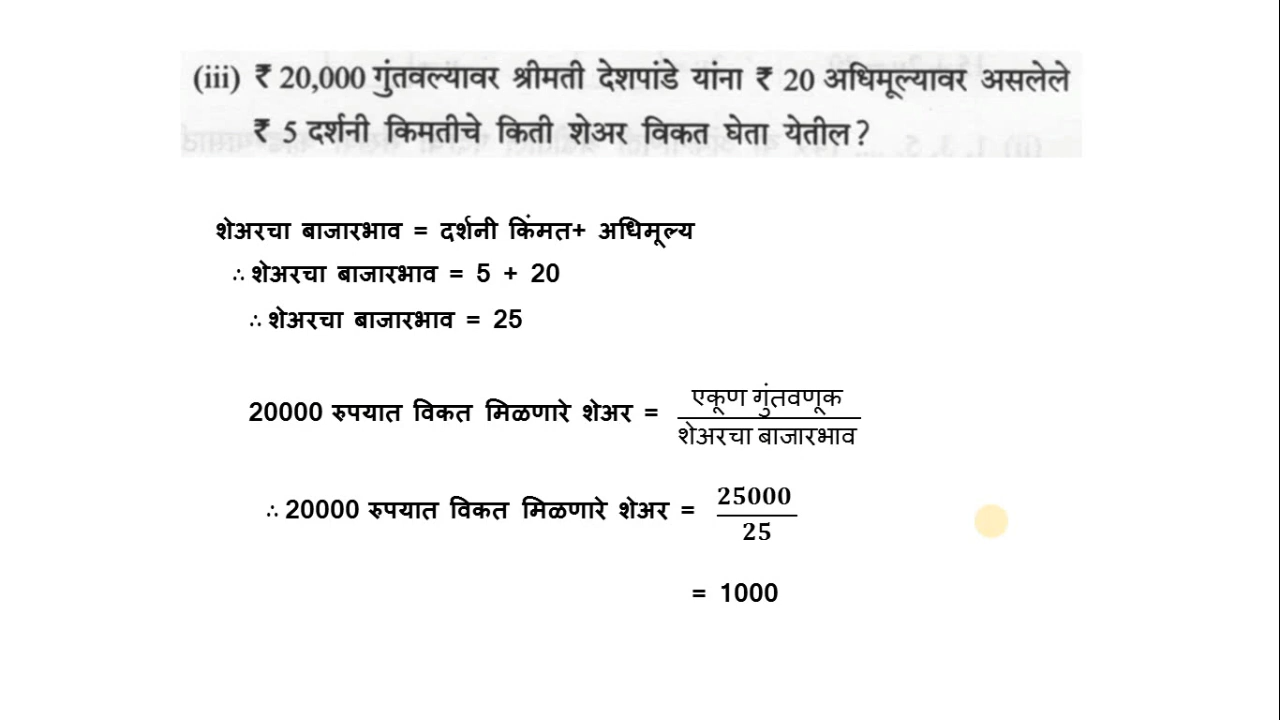 (iii) ₹ 20,000 गुंतवल्यावर श्रीमती देशपांडे यांना ₹ 20 अधिमूल्यावर असलेले
₹ 5 दर्शनी किमतीचे किती शेअर विकत घेता येतील?
शेअरचा बाजारभाव = दर्शनी किंमत+ अधिमूल्य
∴ शेअरचा बाजारभाव = 5 + 20
∴ शेअरचा बाजारभाव = 25
20000 रुपयात विकत मिळणारे शेअर = एकूण गुंतवणूक
शेअरचा बाजारभाव
∴ 20000 रुपयात विकत मिळणारे शेअर = 25000
25
= 1000